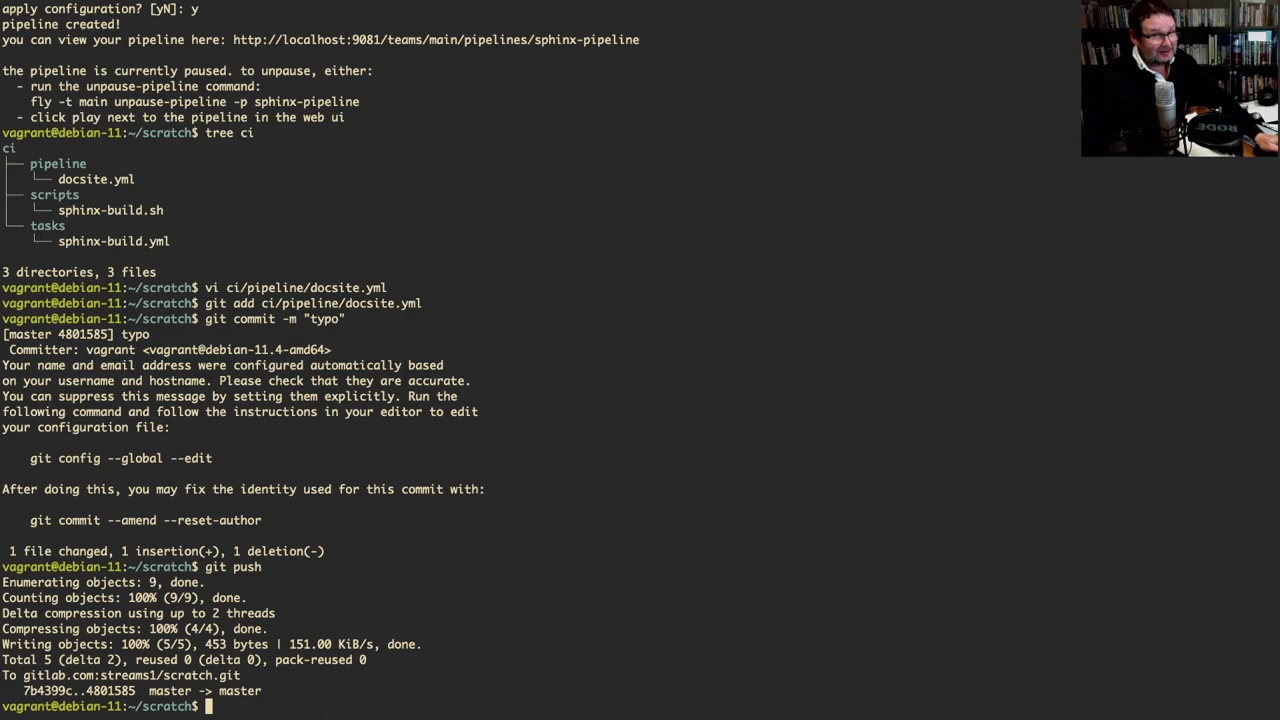 apply configuration? [yN]: y
pipeline created!
you can view your pipeline here: http://localhost:9081/teams/main/pipelines/sphinx-pipeline
the pipeline is currently paused. to unpause, either:
- run the unpause-pipeline command:
fly -t main unpause-pipeline -p sphinx-pipeline
- click play next to the pipeline in the web ui
vagrant@debian-11:~/scratch$ tree ci
ci
├── pipeline
│   └── docsite.yml
├── scripts
│   └── sphinx-build.sh
└── tasks
    └── sphinx-build.yml
3 directories, 3 files
vagrant@debian-11:~/scratch$ vi ci/pipeline/docsite.yml
vagrant@debian-11:~/scratch$ git add ci/pipeline/docsite.yml
vagrant@debian-11:~/scratch$ git commit -m "typo"
[master 4801585] typo
Committer: vagrant <vagrant@debian-11.4-amd64>
Your name and email address were configured automatically based
on your username and hostname. Please check that they are accurate.
You can suppress this message by setting them explicitly. Run the
following command and follow the instructions in your editor to edit
your configuration file:
git config --global --edit
After doing this, you may fix the identity used for this commit with:
git commit --amend --reset-author
1 file changed, 1 insertion(+), 1 deletion(-)
vagrant@debian-11:~/scratch$ git push
Enumerating objects: 9, done.
Counting objects: 100% (9/9), done.
Delta compression using up to 2 threads
Compressing objects: 100% (4/4), done.
Writing objects: 100% (5/5), 453 bytes | 151.00 KiB/s, done.
Total 5 (delta 2), reused 0 (delta 0), pack-reused 0
To gitlab.com:streams1/scratch.git
7b4399c..4801585  master -> master
vagrant@debian-11:~/scratch$
RODE